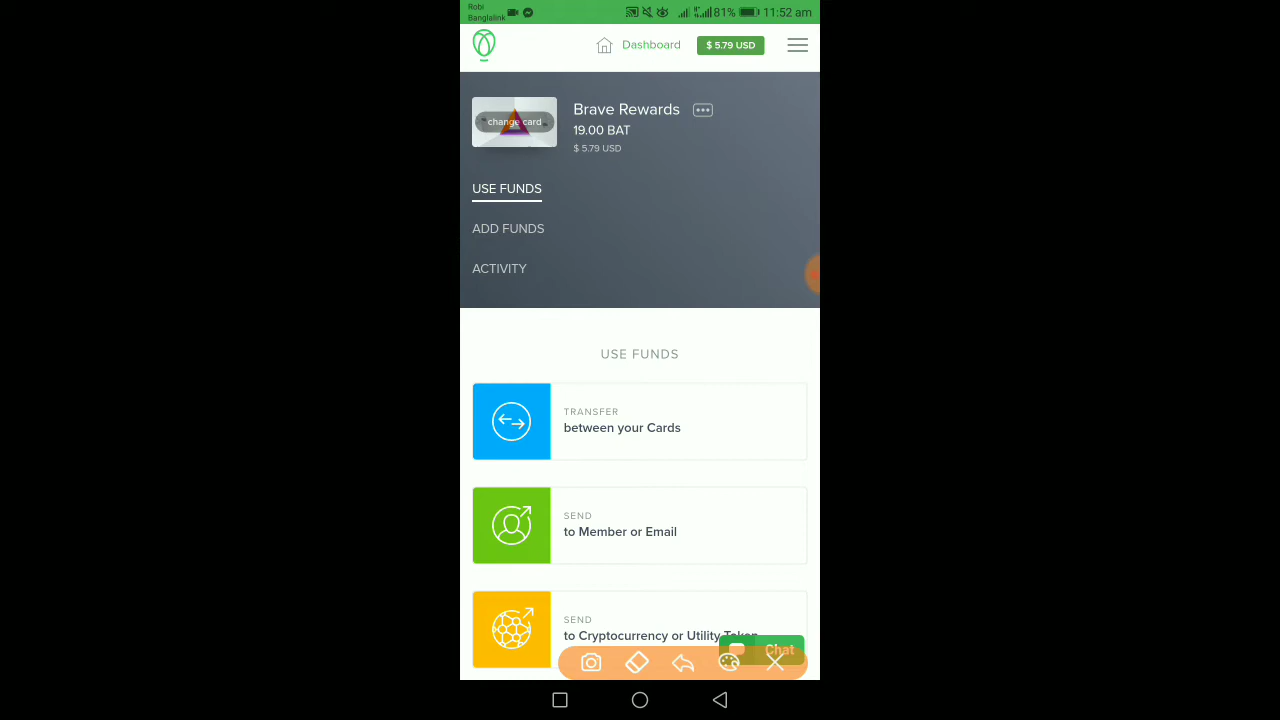 Robi
Banglalink
81% 11:52 am
Dashboard $ 5.79 USD
change card
Brave Rewards
19.00 BAT
$ 5.79 USD
USE FUNDS
ADD FUNDS
ACTIVITY
USE FUNDS
TRANSFER
between your Cards
SEND
to Member or Email
SEND
to Cryptocurrency or Utility Token
Chat